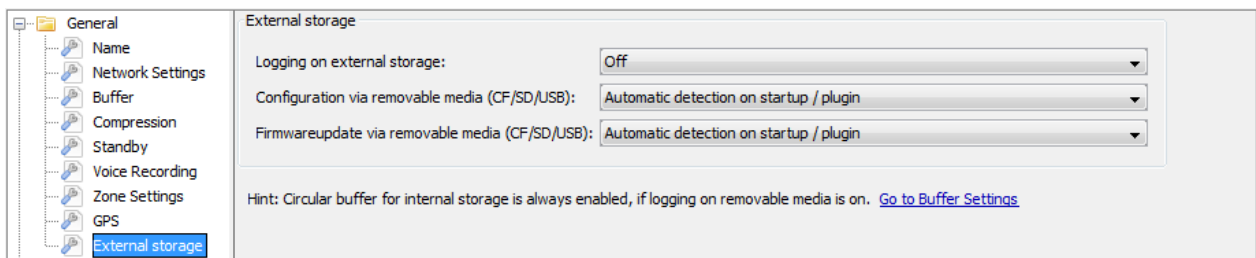 General
Name
Network Settings
Buffer
Compression
Standby
Voice Recording
Zone Settings
GPS
External storage
External storage
Logging on external storage: Off
Configuration via removable media (CF/SD/USB): Automatic detection on startup / plugin
Firmwareupdate via removable media (CF/SD/USB): Automatic detection on startup / plugin
Hint: Circular buffer for internal storage is always enabled, if logging on removable media is on. Go to Buffer Settings